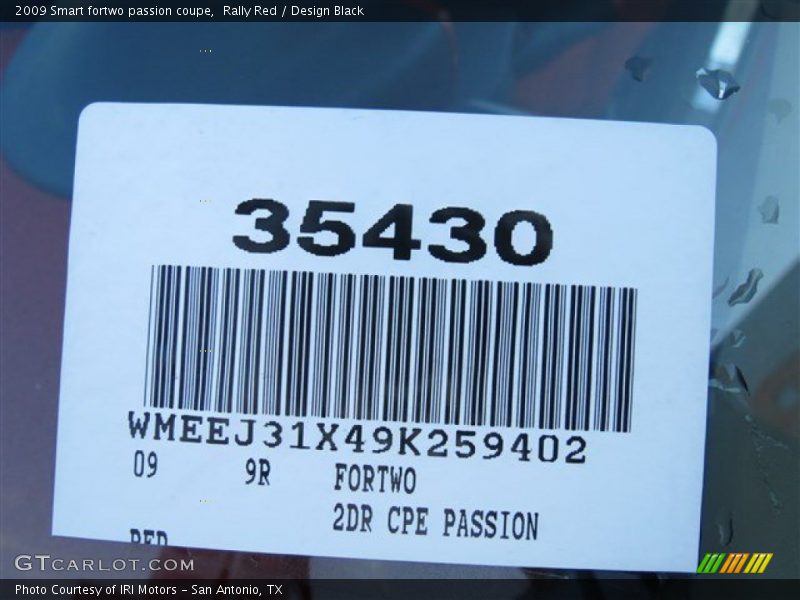 2009 Smart fortwo passion coupe,  Rally Red / Design Black
35430
WMEEJ31X49K259402
09 9R FORTWO
2DR CPE PASSION
RED
GTCARLOT.COM
Photo Courtesy of IRI Motors – San Antonio, TX